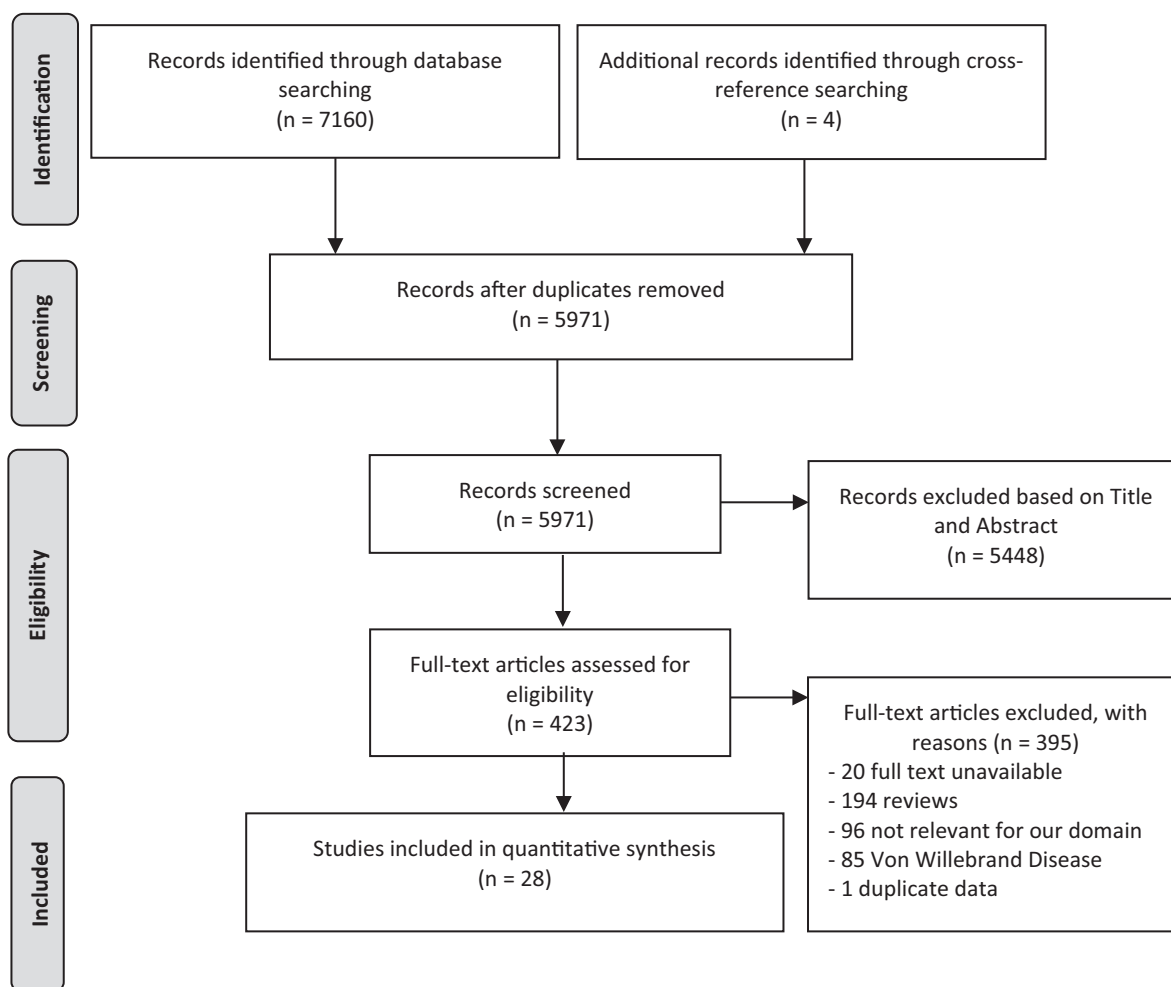 Identification
Records identified through database
searching
(n = 7160)
Additional records identified through cross-
reference searching
(n = 4)
Screening
Records after duplicates removed
(n = 5971)
Eligibility
Records screened
(n = 5971)
Records excluded based on Title
and Abstract
(n = 5448)
Full-text articles assessed for
eligibility
(n = 423)
Full-text articles excluded, with
reasons (n = 395)
- 20 full text unavailable
- 194 reviews
- 96 not relevant for our domain
- 85 Von Willebrand Disease
- 1 duplicate data
Included
Studies included in quantitative synthesis
(n = 28)